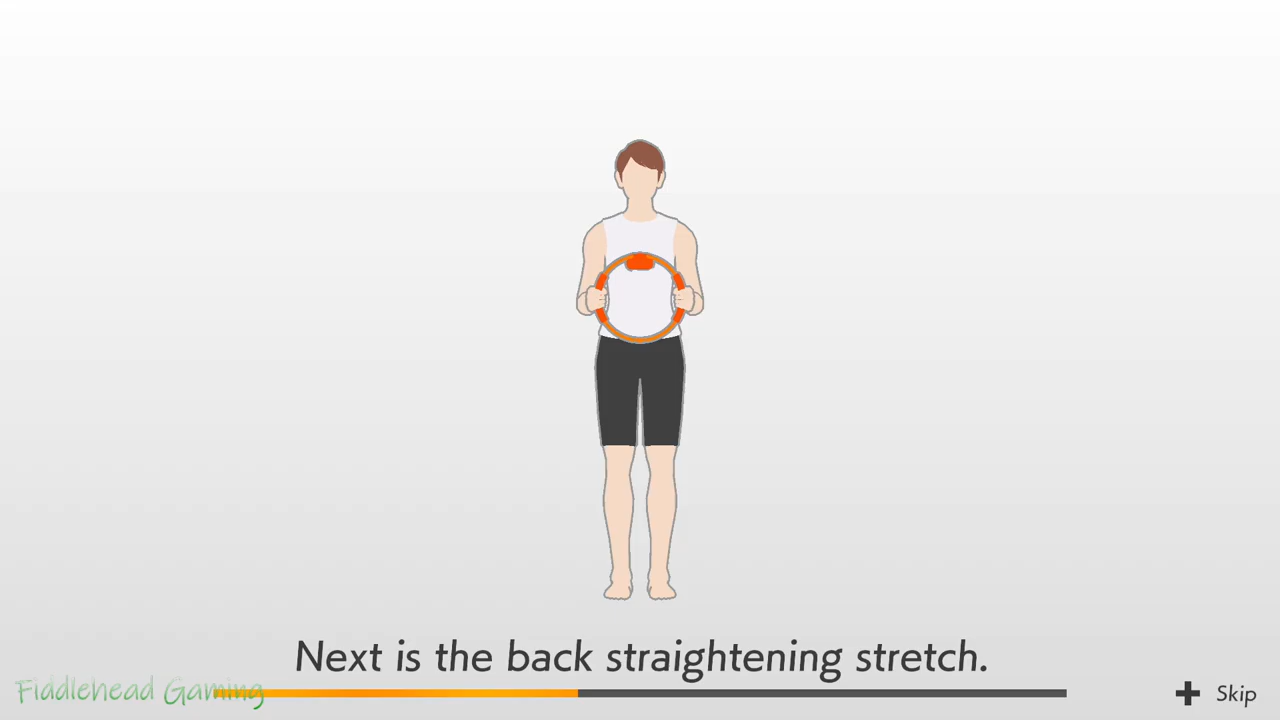 Next is the back straightening stretch.
Fiddlehead Gaming
Skip